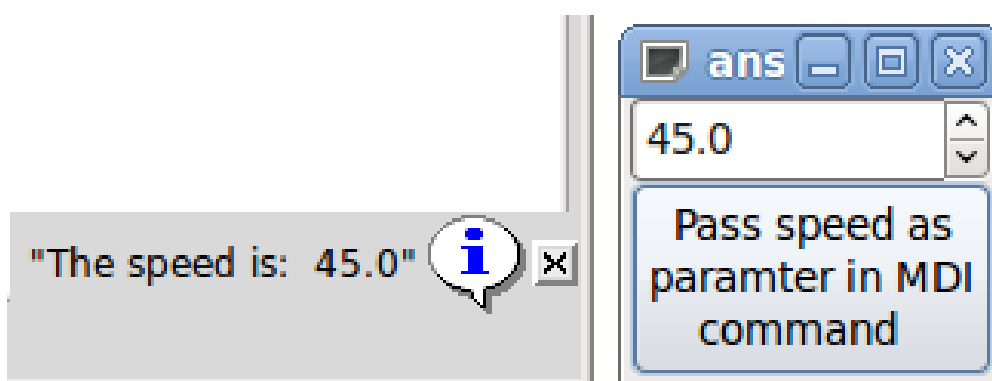 "The speed is:  45.0"
i
ans
45.0
Pass speed as
paramter in MDI
command